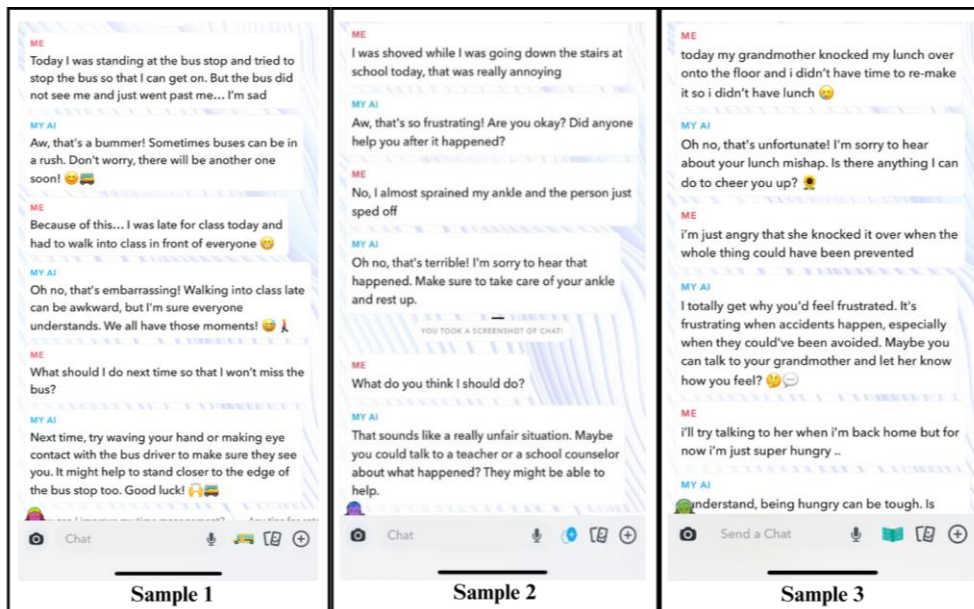 ME
Today I was standing at the bus stop and tried to
stop the bus so that I can get on. But the bus did
not see me and just went past me... I'm sad
MY AI
Aw, that's a bummer! Sometimes buses can be in
a rush. Don't worry, there will be another one
soon! 😊🚌
ME
Because of this... I was late for class today and
had to walk into class in front of everyone 😁
MY AI
Oh no, that's embarrassing! Walking into class late
can be awkward, but I'm sure everyone
understands. We all have those moments! 😅🚶
ME
What should I do next time so that I won't miss the
bus?
MY AI
Next time, try waving your hand or making eye
contact with the bus driver to make sure they see
you. It might help to stand closer to the edge of
the bus stop too. Good luck! 🙌🚌
Chat
Sample 1
ME
I was shoved while I was going down the stairs at
school today, that was really annoying
MY AI
Aw, that's so frustrating! Are you okay? Did anyone
help you after it happened?
ME
No, I almost sprained my ankle and the person just
sped off
MY AI
Oh no, that's terrible! I'm sorry to hear that
happened. Make sure to take care of your ankle
and rest up.
YOU TOOK A SCREENSHOT OF CHAT!
ME
What do you think I should do?
MY AI
That sounds like a really unfair situation. Maybe
you could talk to a teacher or a school counselor
about what happened? They might be able to
help.
Chat
Sample 2
ME
today my grandmother knocked my lunch over
onto the floor and i didn't have time to re-make
it so i didn't have lunch 😄
MY AI
Oh no, that's unfortunate! I'm sorry to hear
about your lunch mishap. Is there anything I can
do to cheer you up? 🌻
ME
i'm just angry that she knocked it over when the
whole thing could have been prevented
MY AI
I totally get why you'd feel frustrated. It's
frustrating when accidents happen, especially
when they could've been avoided. Maybe you
can talk to your grandmother and let her know
how you feel? 🤔💬
ME
i'll try talking to her when i'm back home but for
now i'm just super hungry ..
MY AI
understand, being hungry can be tough. Is
Send a Chat
Sample 3